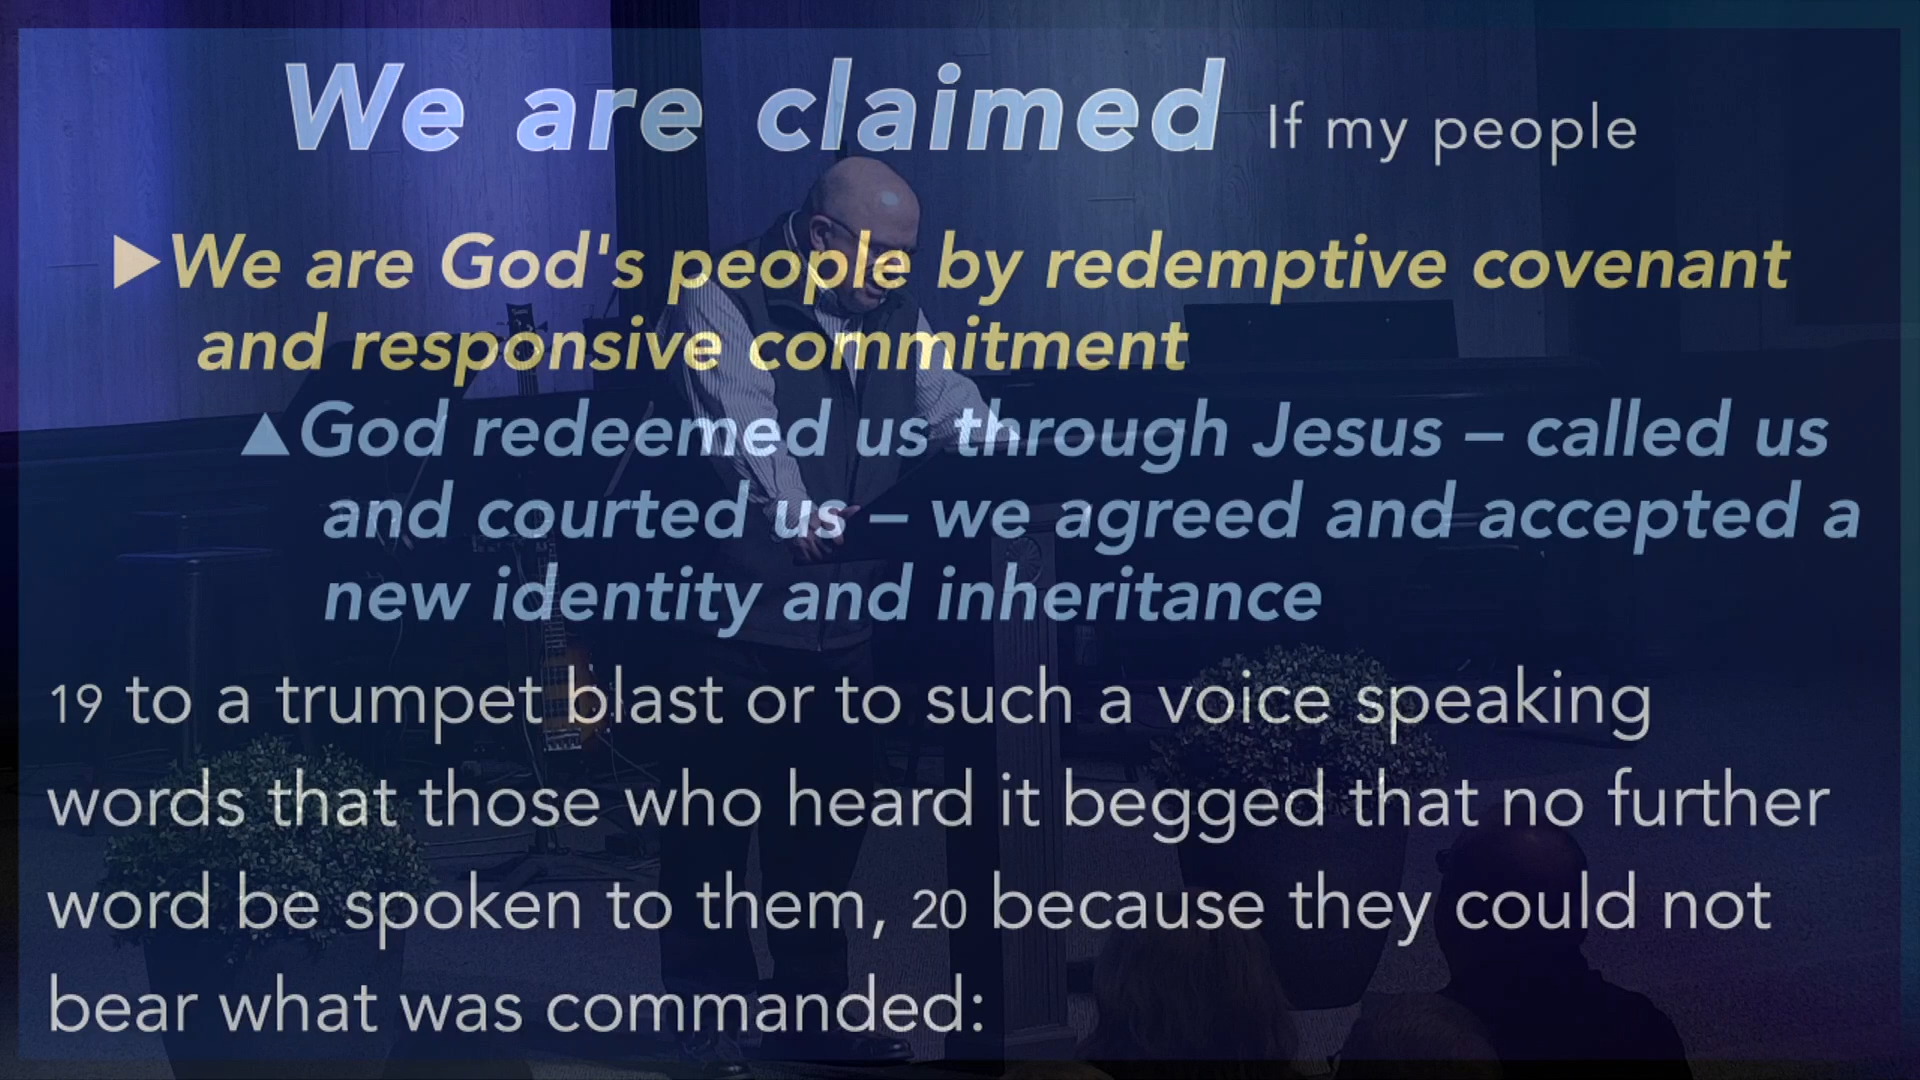 We are claimed If my people
▶We are God's people by redemptive covenant
and responsive commitment
▲God redeemed us through Jesus – called us
and courted us – we agreed and accepted a
new identity and inheritance
19 to a trumpet blast or to such a voice speaking
words that those who heard it begged that no further
word be spoken to them, 20 because they could not
bear what was commanded: